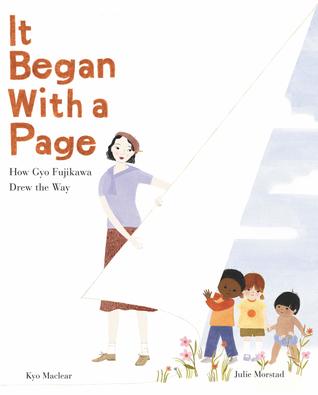 It
Began
With a
Page
How Gyo Fujikawa
Drew the Way
Kyo Maclear
Julie Morstad